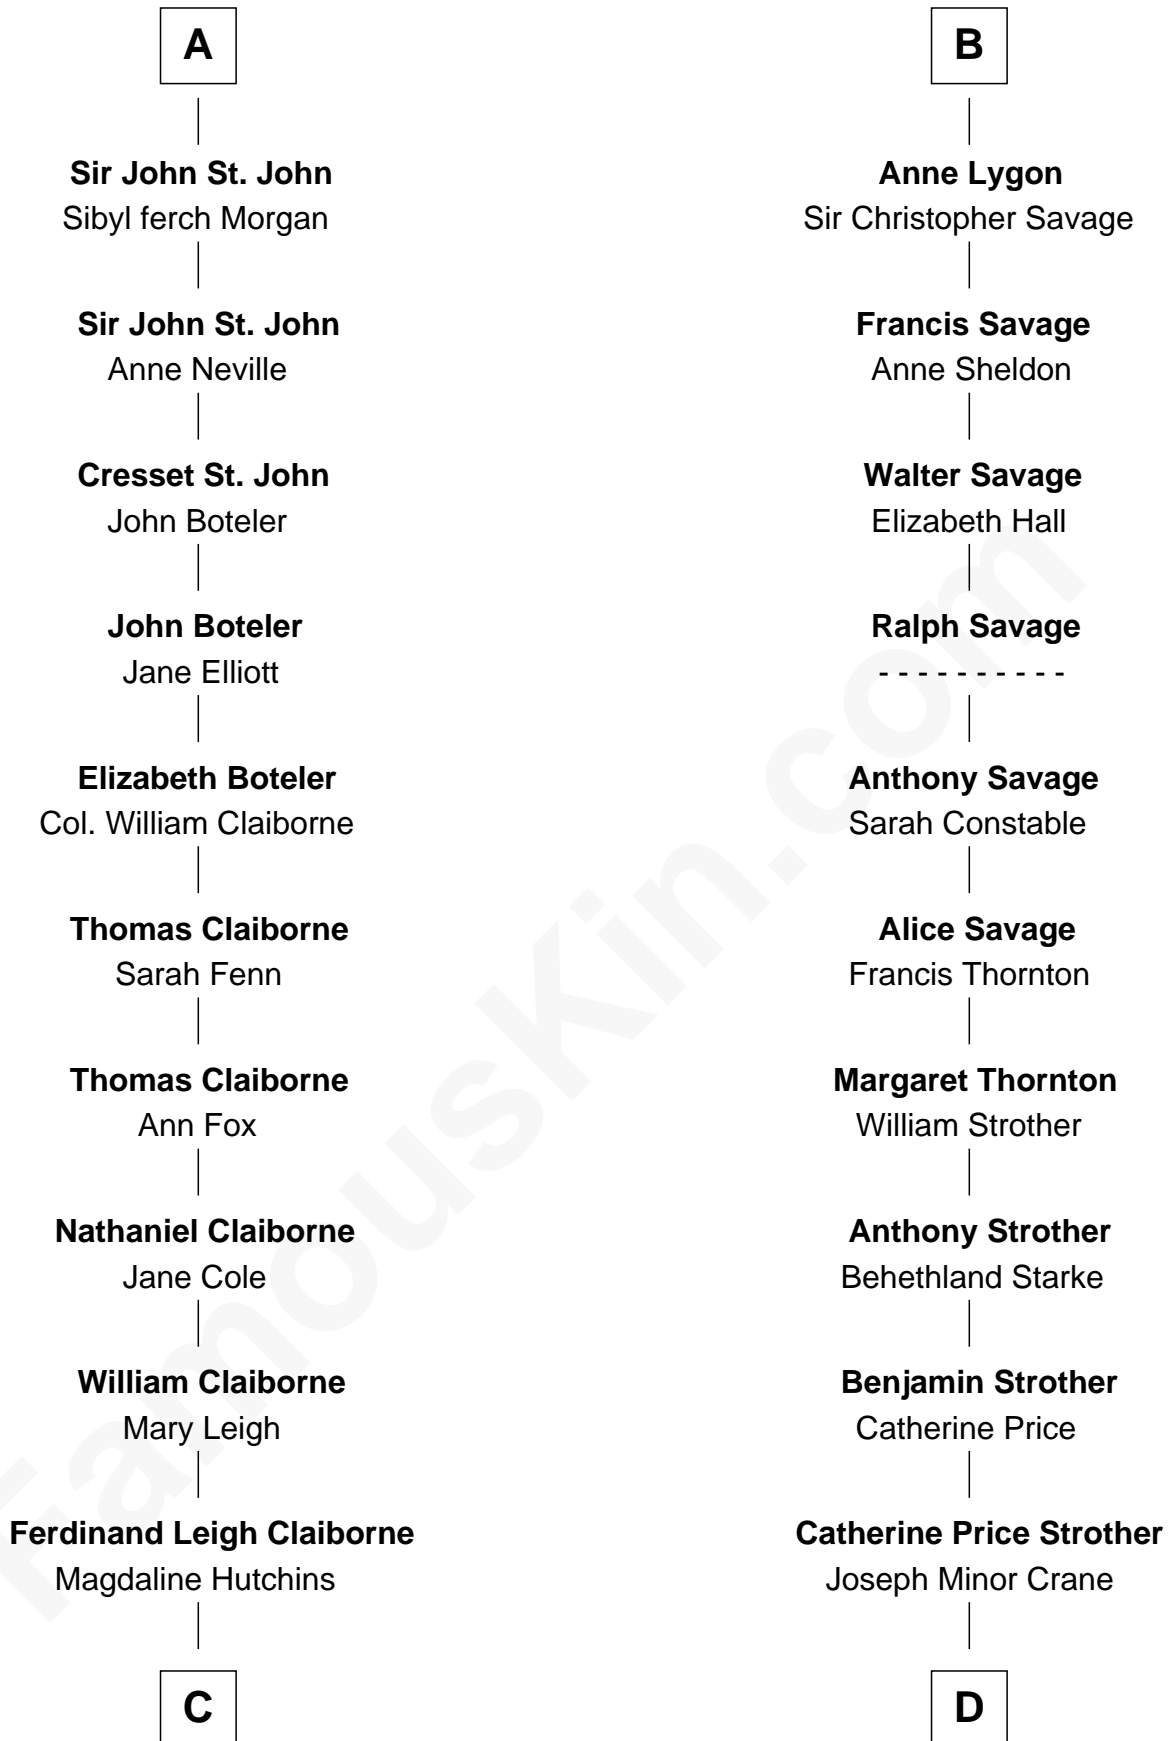 A
Sir John St. John
Sibyl ferch Morgan
Sir John St. John
Anne Neville
Cresset St. John
John Boteler
John Boteler
Jane Elliott
Elizabeth Boteler
Col. William Claiborne
Thomas Claiborne
Sarah Fenn
Thomas Claiborne
Ann Fox
Nathaniel Claiborne
Jane Cole
William Claiborne
Mary Leigh
Ferdinand Leigh Claiborne
Magdaline Hutchins
C
B
Anne Lygon
Sir Christopher Savage
Francis Savage
Anne Sheldon
Walter Savage
Elizabeth Hall
Ralph Savage
- - - - - - - - - -
Anthony Savage
Sarah Constable
Alice Savage
Francis Thornton
Margaret Thornton
William Strother
Anthony Strother
Behethland Starke
Benjamin Strother
Catherine Price
Catherine Price Strother
Joseph Minor Crane
D
FamousKin.com